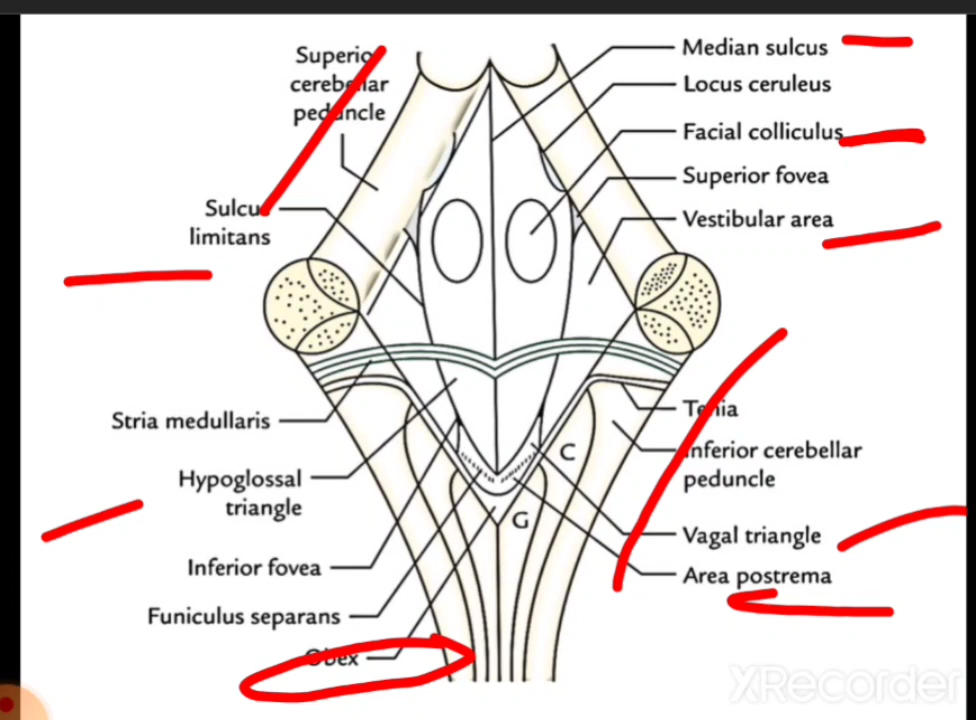 Superior
cerebellar
peduncle
Sulcus
limitans
Stria medullaris
Hypoglossal
triangle
Inferior fovea
Funiculus separans
Obex
Median sulcus
Locus ceruleus
Facial colliculus
Superior fovea
Vestibular area
Tenia
Inferior cerebellar
peduncle
Vagal triangle
Area postrema
C
G
XRecorder